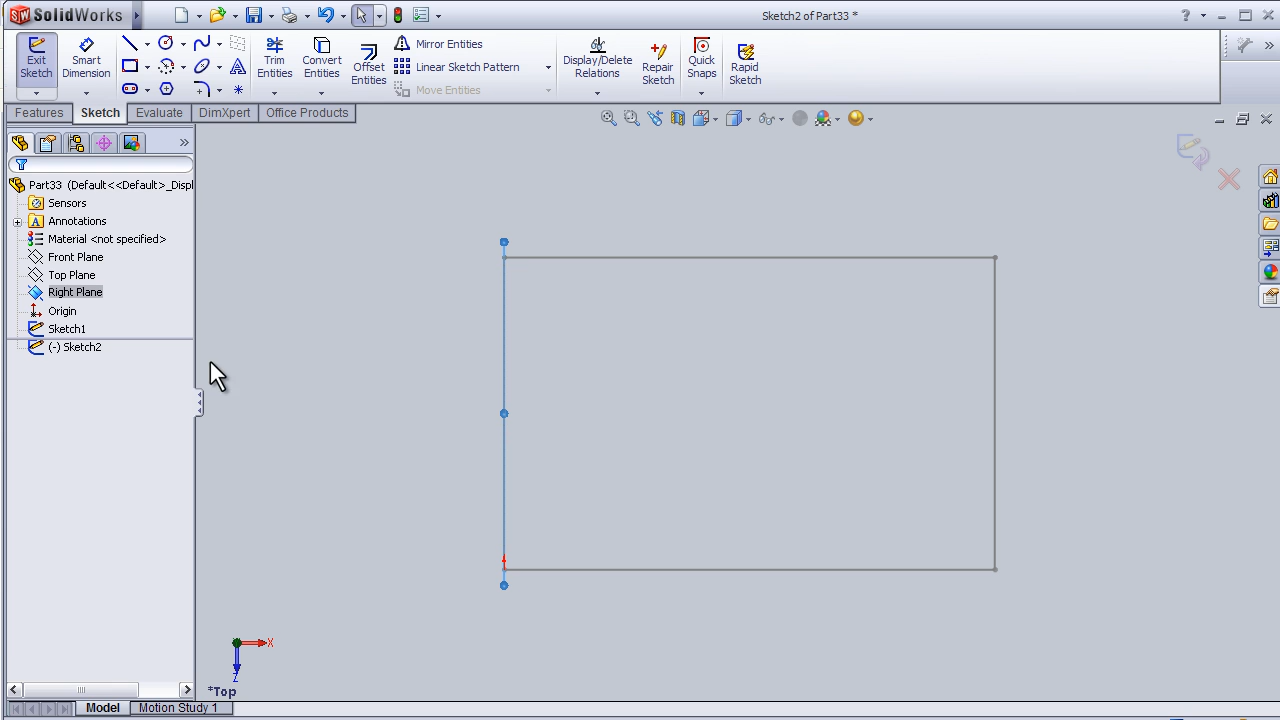 SolidWorks
Sketch2 of Part33 *
Exit Sketch
Smart Dimension
Trim Entities
Convert Entities
Offset Entities
Mirror Entities
Linear Sketch Pattern
Move Entities
Display/Delete Relations
Repair Sketch
Quick Snaps
Rapid Sketch
Features
Sketch
Evaluate
DimXpert
Office Products
Part33 (Default<<Default>_Displ
Sensors
Annotations
Material <not specified>
Front Plane
Top Plane
Right Plane
Origin
Sketch1
(-) Sketch2
X
Z
*Top
Model
Motion Study 1